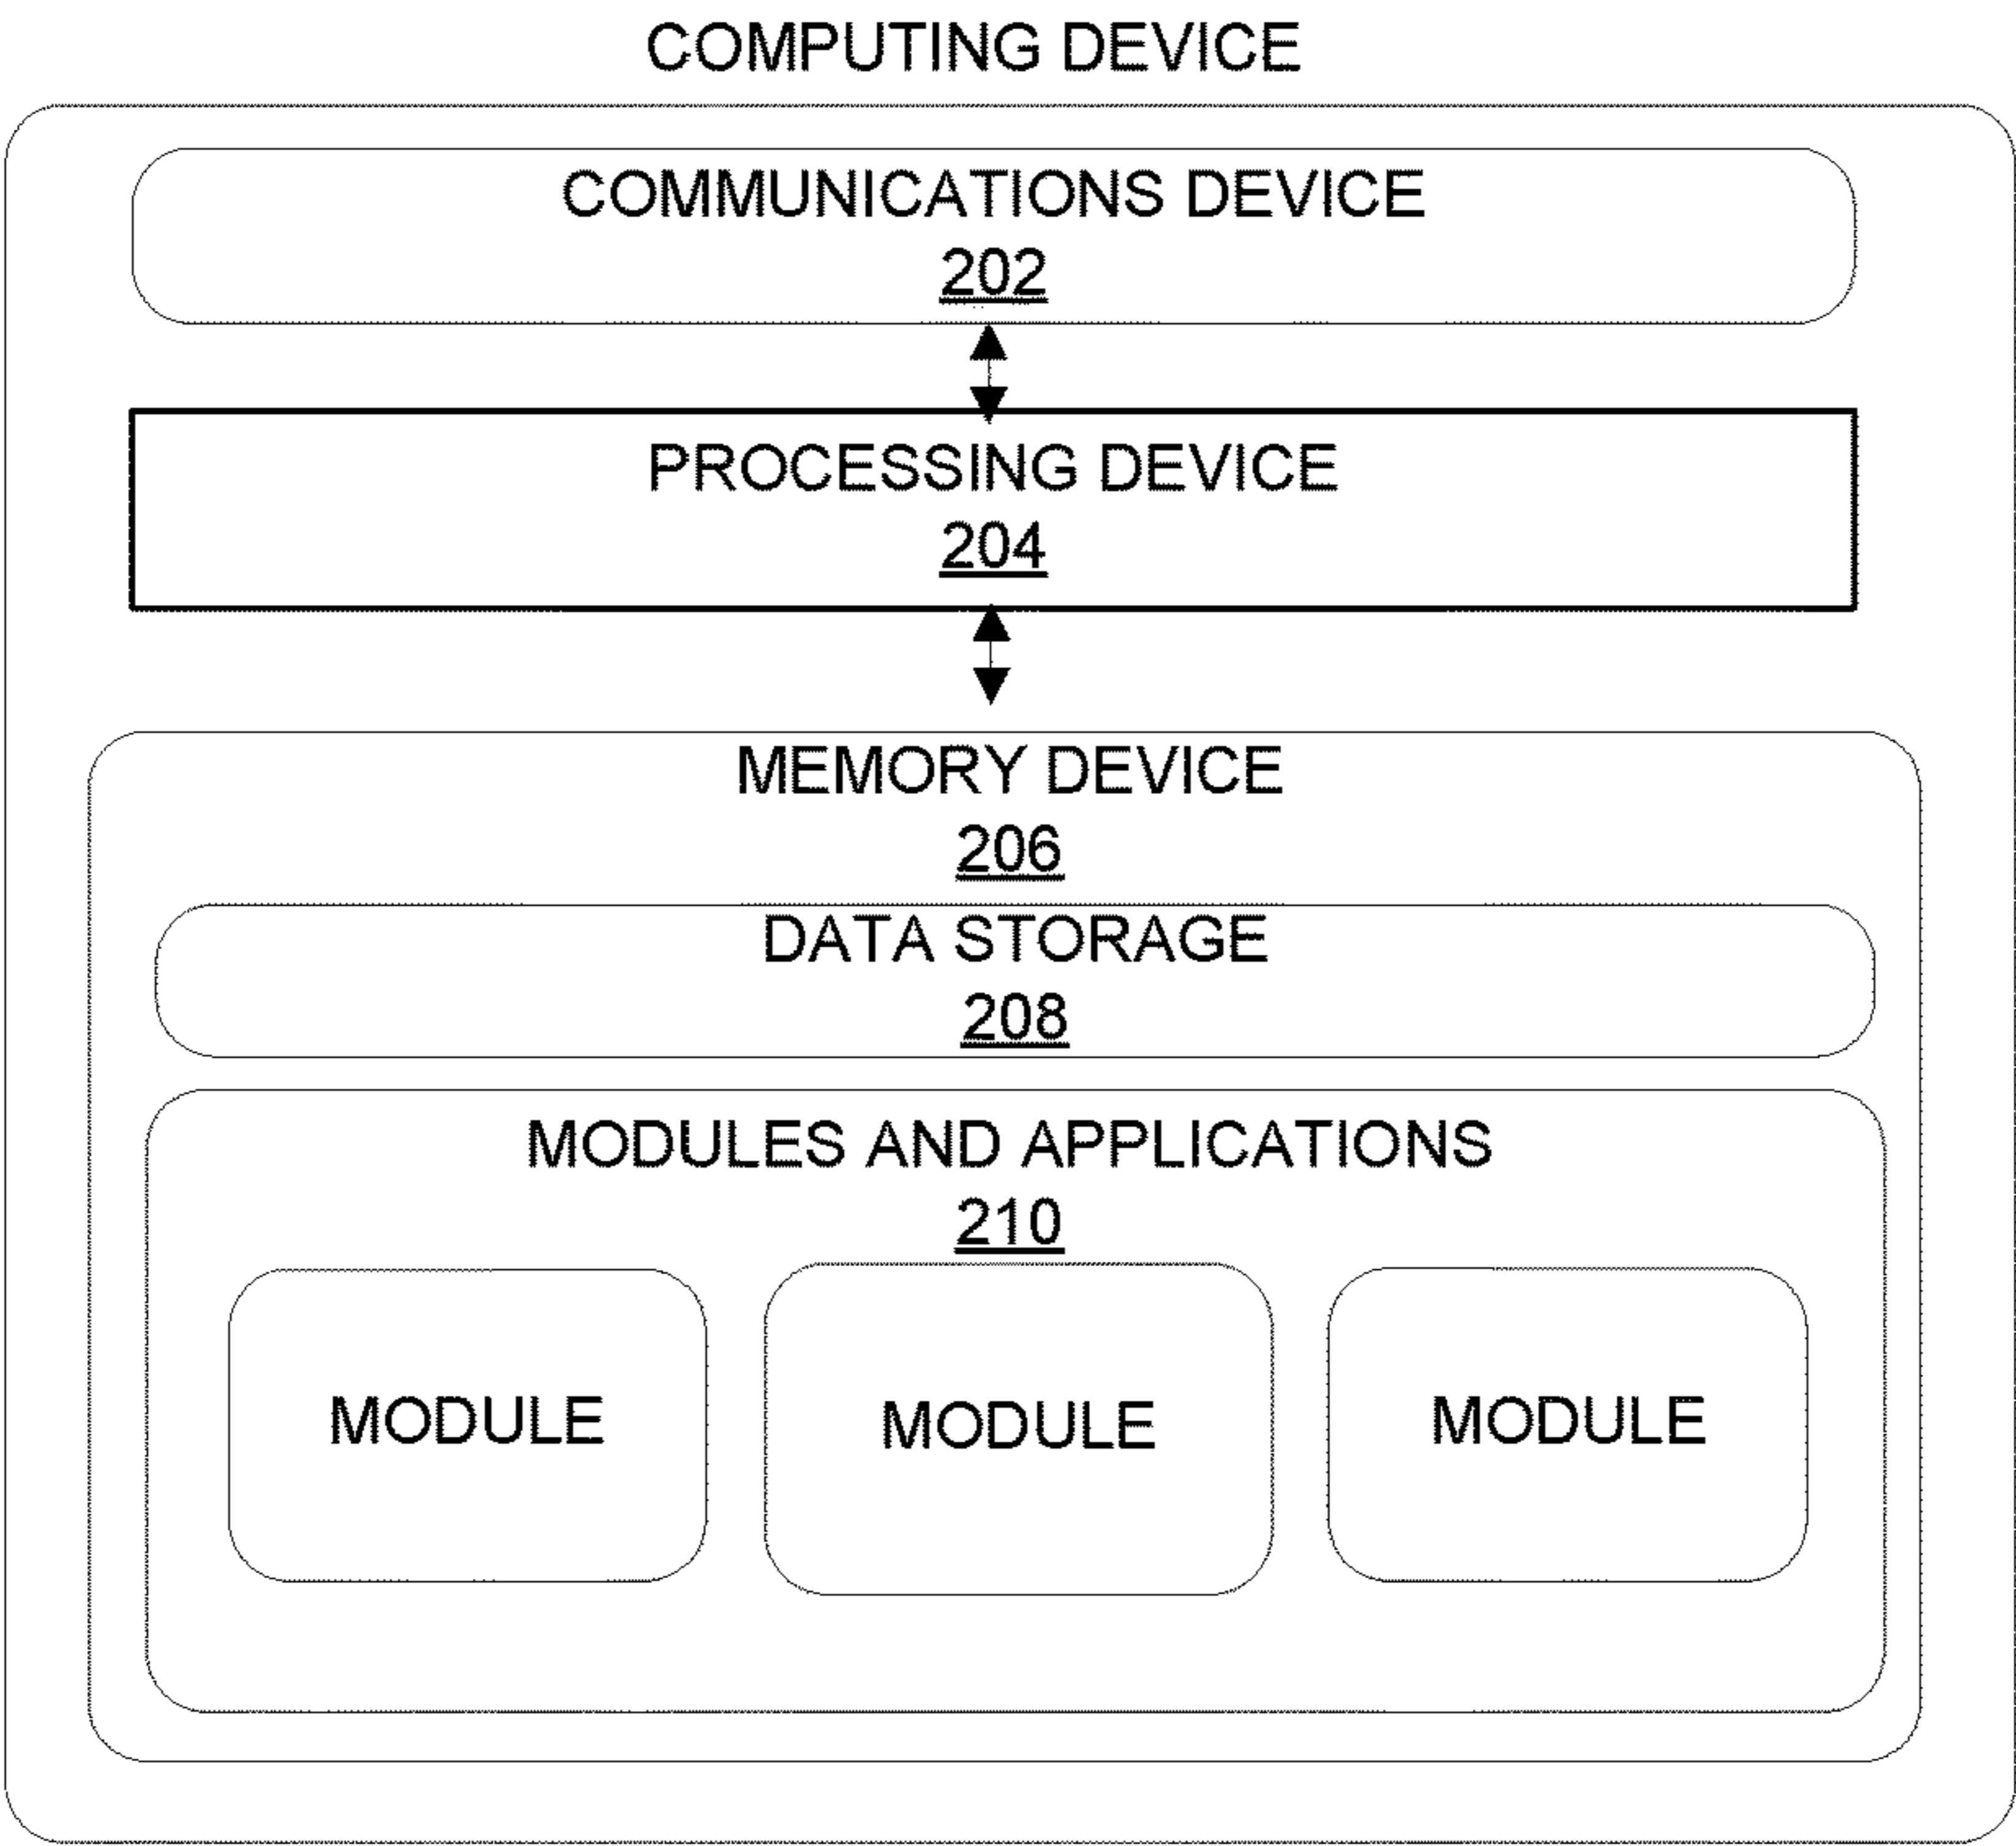 COMPUTING DEVICE
COMMUNICATIONS DEVICE
202
PROCESSING DEVICE
204
MEMORY DEVICE
206
DATA STORAGE
208
MODULES AND APPLICATIONS
210
MODULE MODULE MODULE